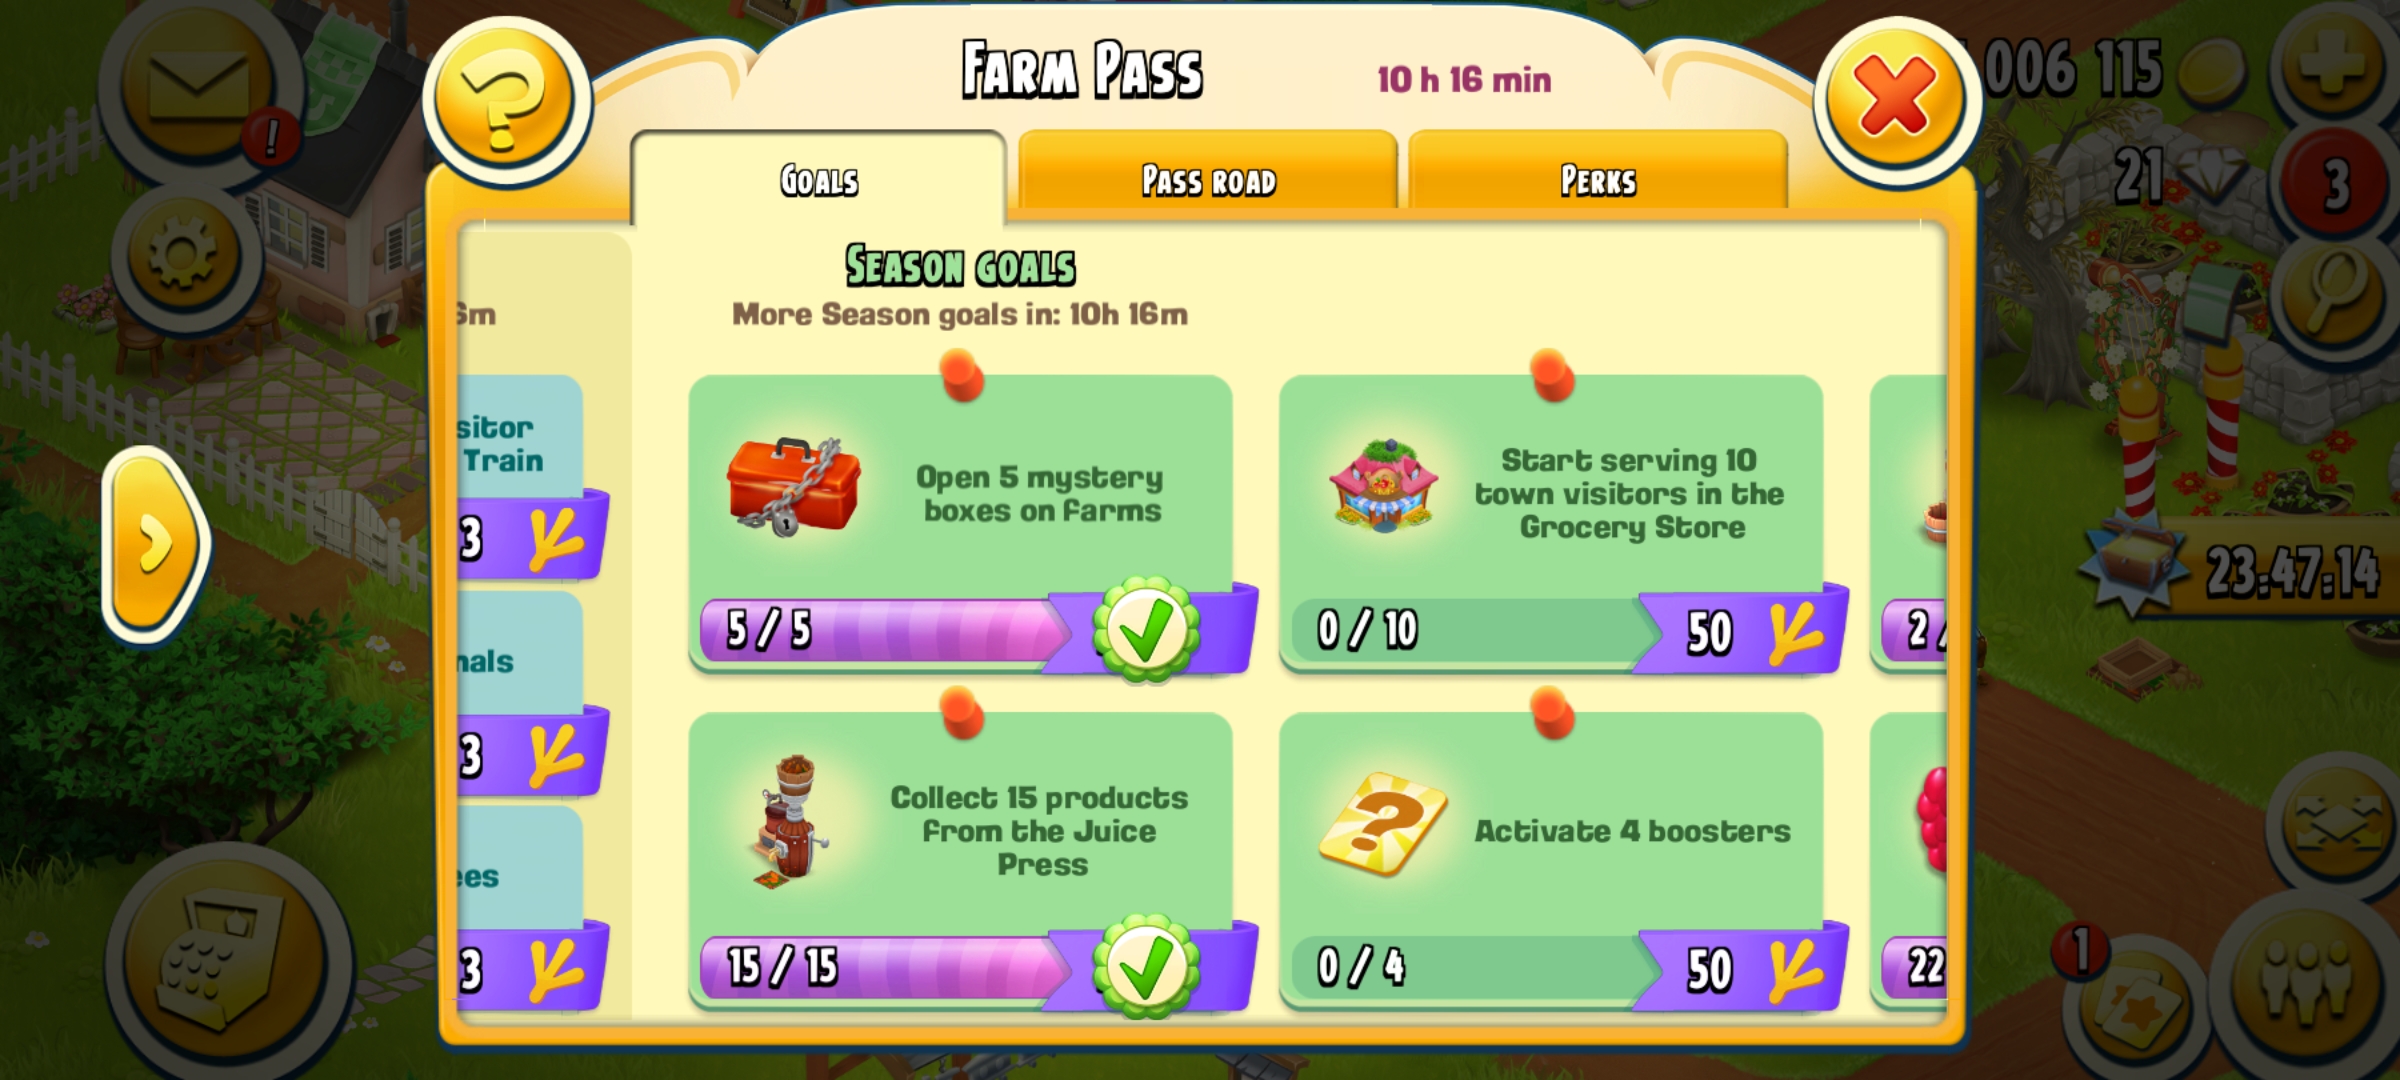 FARM PASS
10 h 16 min
006 115
!
GOALS
PASS ROAD
PERKS
21
3
SEASON GOALS
More Season goals in: 10h 16m
Train
3
3
3
Open 5 mystery
boxes on farms
5 / 5
Start serving 10
town visitors in the
Grocery Store
0 / 10
50
2 /
Collect 15 products
from the Juice
Press
15 / 15
Activate 4 boosters
0 / 4
50
22
23:47:14
1